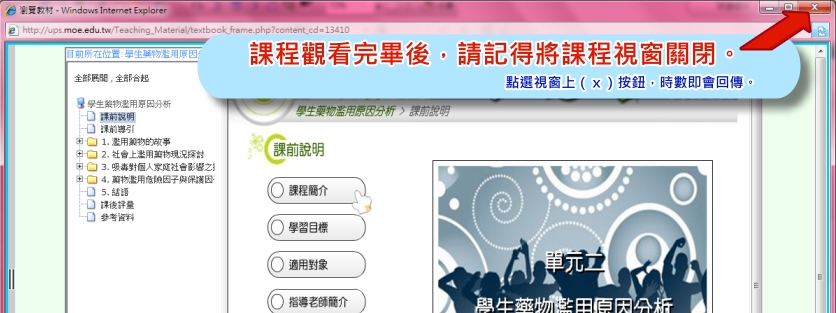 瀏覽教材 - Windows Internet Explorer
http://ups.moe.edu.tw/Teaching_Material/textbook_frame.php?content_cd=13410
課程觀看完畢後，請記得將課程視窗關閉。
點選視窗上（x）按鈕，時數即會回傳。
目前所在位置:學生藥物濫用原因
全部展開 , 全部合起
學生藥物濫用原因分析
課前說明
課前導引
1. 濫用藥物的故事
2. 社會上濫用藥物現況探討
3. 吸毒對個人家庭社會影響之
4. 藥物濫用危險因子與保護因
5. 結語
課後評量
參考資料
學生藥物濫用原因分析 > 課前說明
課前說明
課程簡介
學習目標
適用對象
指導老師簡介
單元二
學生藥物濫用原因分析